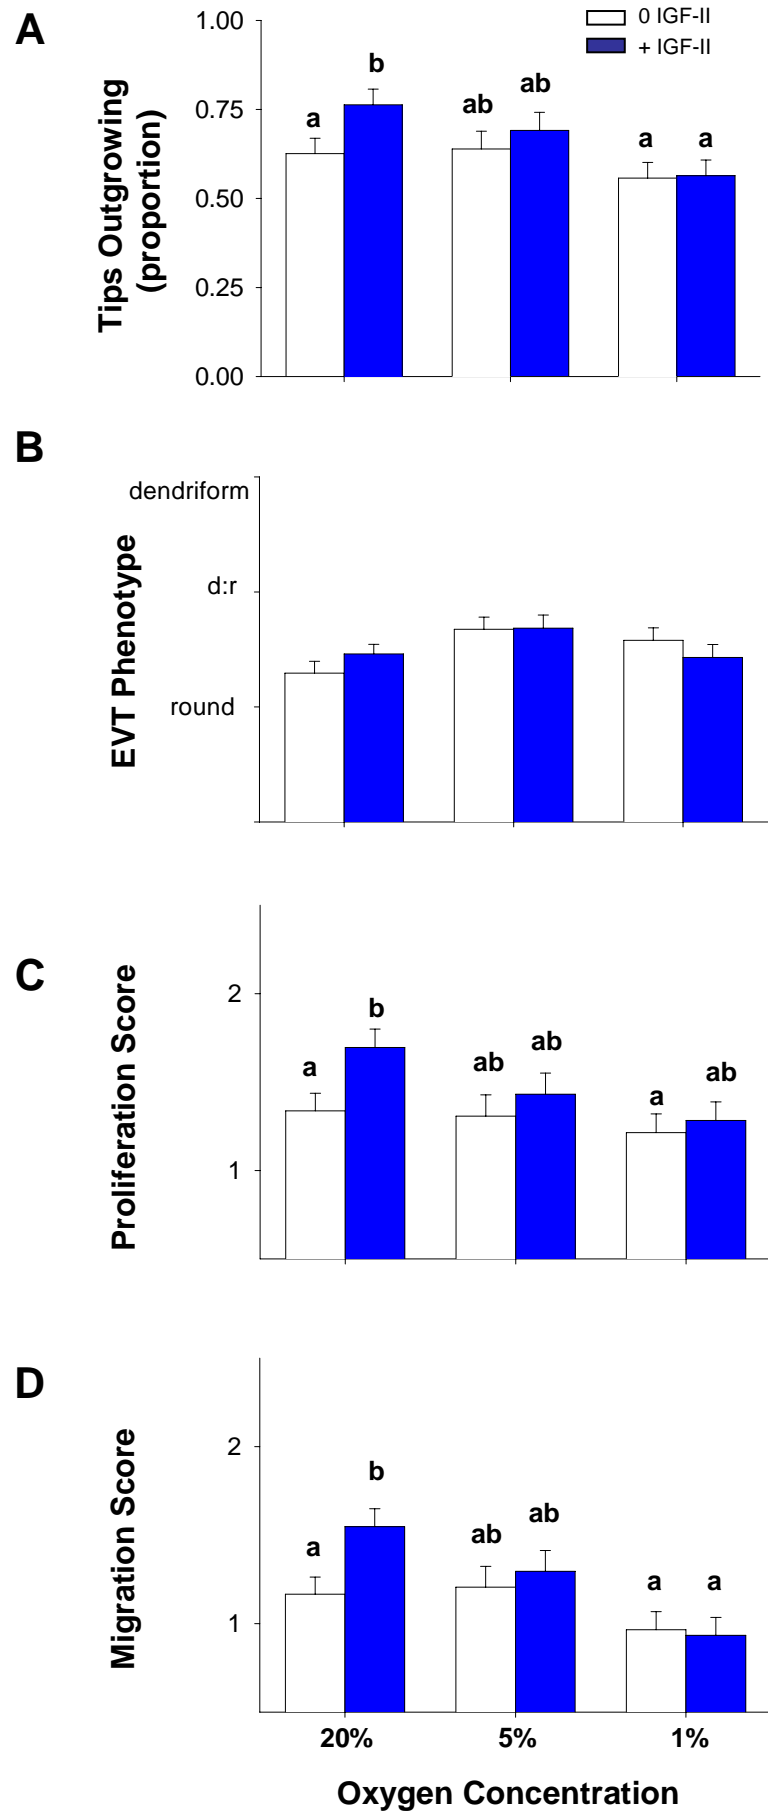 A
Tips Outgrowing
(proportion)
1.00
0.75
0.50
0.25
0.00
0 IGF-II
+ IGF-II
a
b
ab
ab
a
a
B
EVT Phenotype
dendriform
d:r
round
C
Proliferation Score
2
1
a
b
ab
ab
a
ab
D
Migration Score
2
1
a
b
ab
ab
a
a
20%
5%
1%
Oxygen Concentration